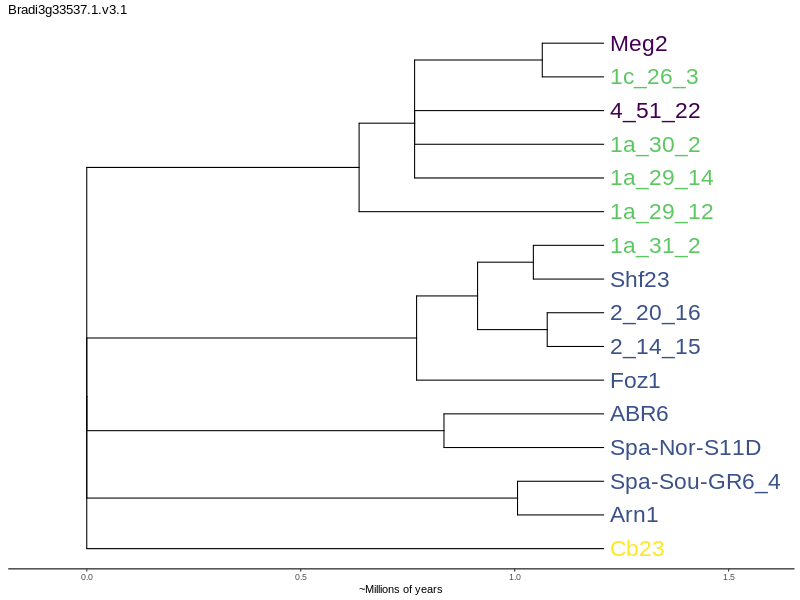 Bradi3g33537.1.v3.1
Meg2
1c_26_3
4_51_22
1a_30_2
1a_29_14
1a_29_12
1a_31_2
Shf23
2_20_16
2_14_15
Foz1
ABR6
Spa-Nor-S11D
Spa-Sou-GR6_4
Arn1
Cb23
0.0 0.5 1.0 1.5
~Millions of years